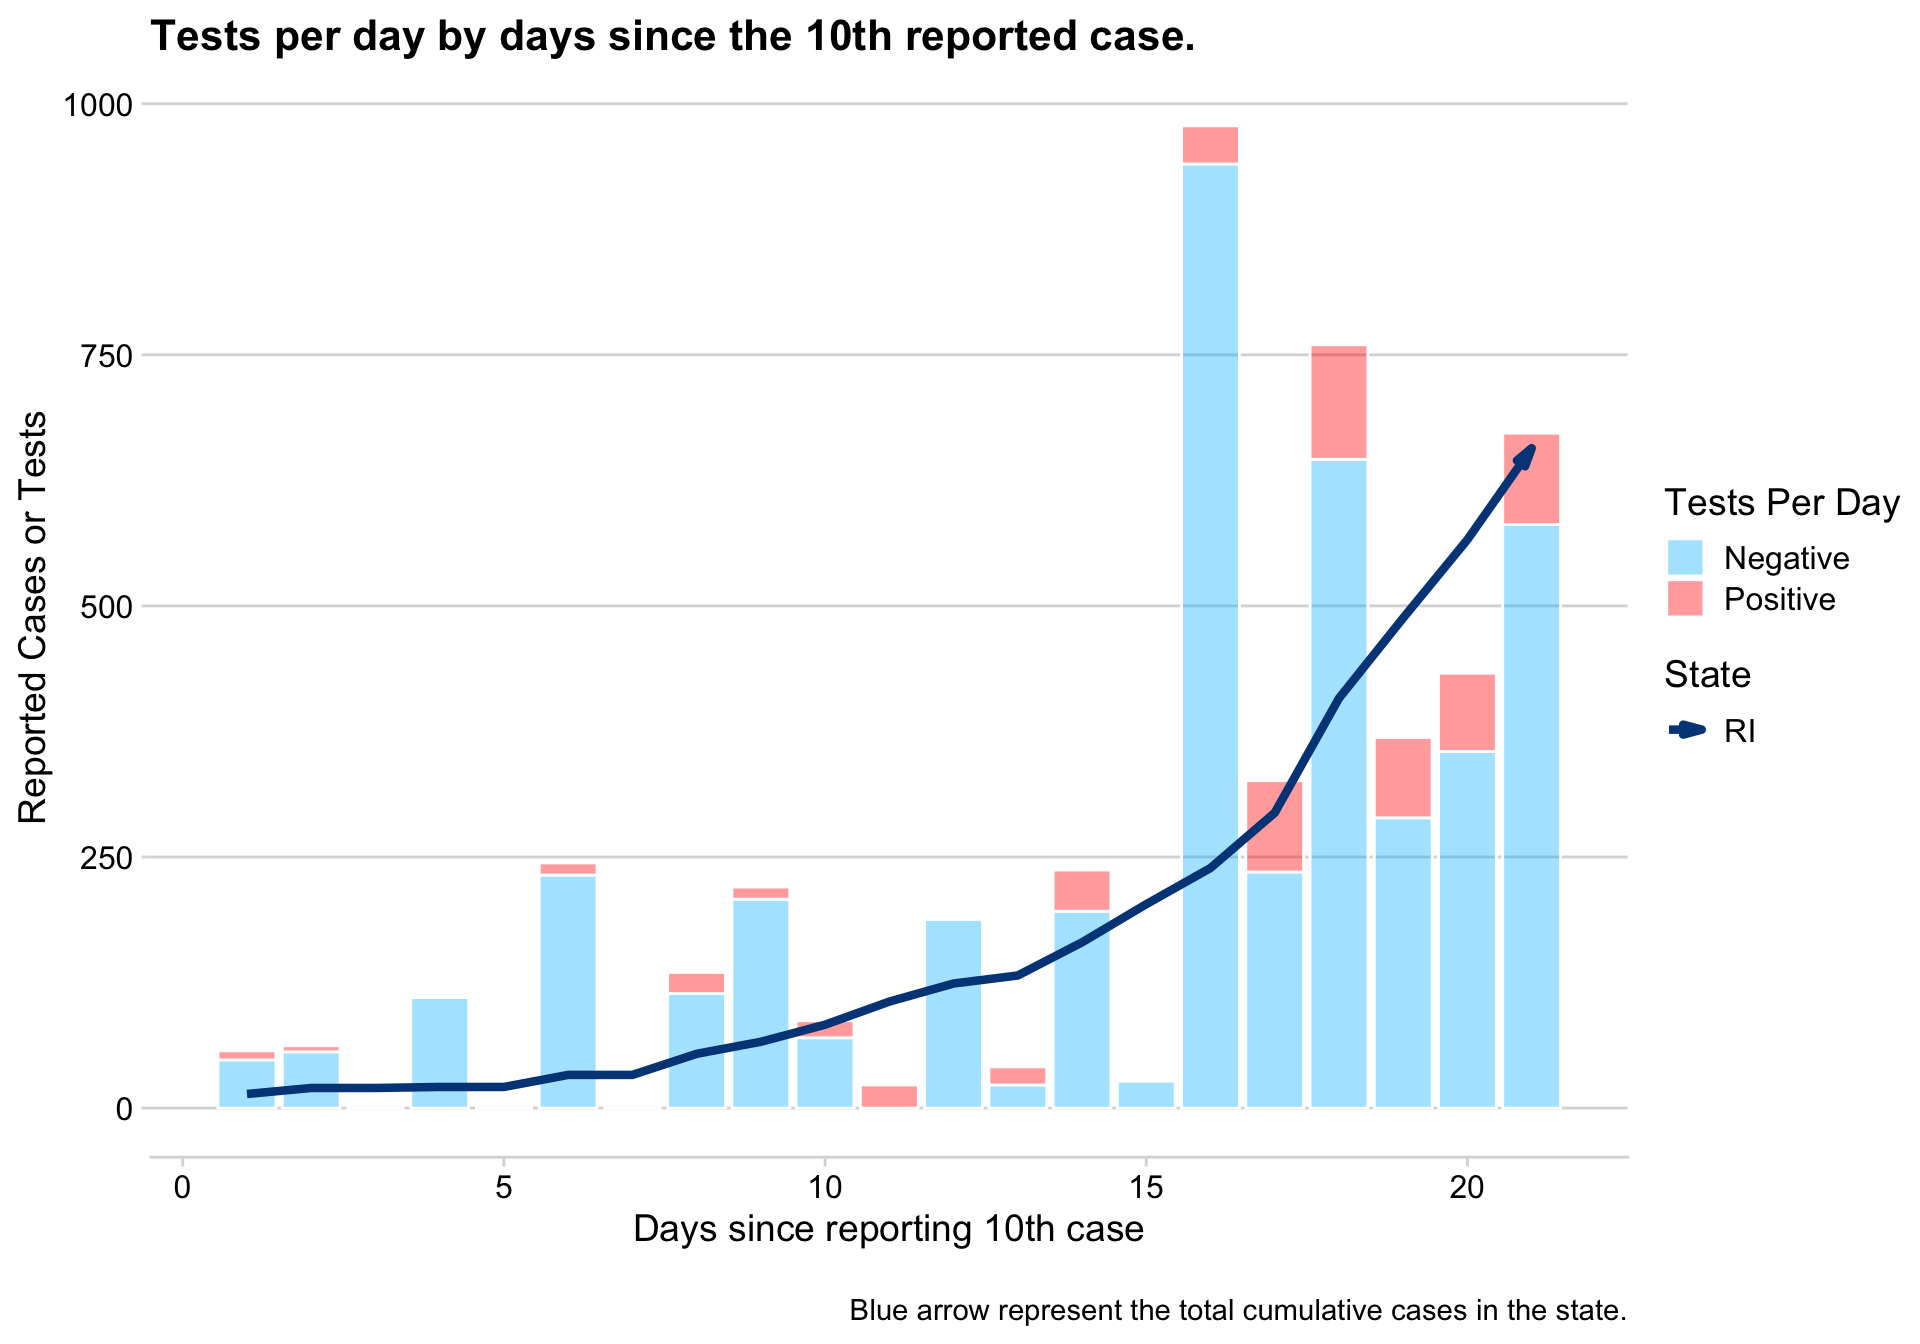 Tests per day by days since the 10th reported case.
1000
750
500
250
0
Reported Cases or Tests
0 5 10 15 20
Days since reporting 10th case
Tests Per Day
Negative
Positive
State
RI
Blue arrow represent the total cumulative cases in the state.